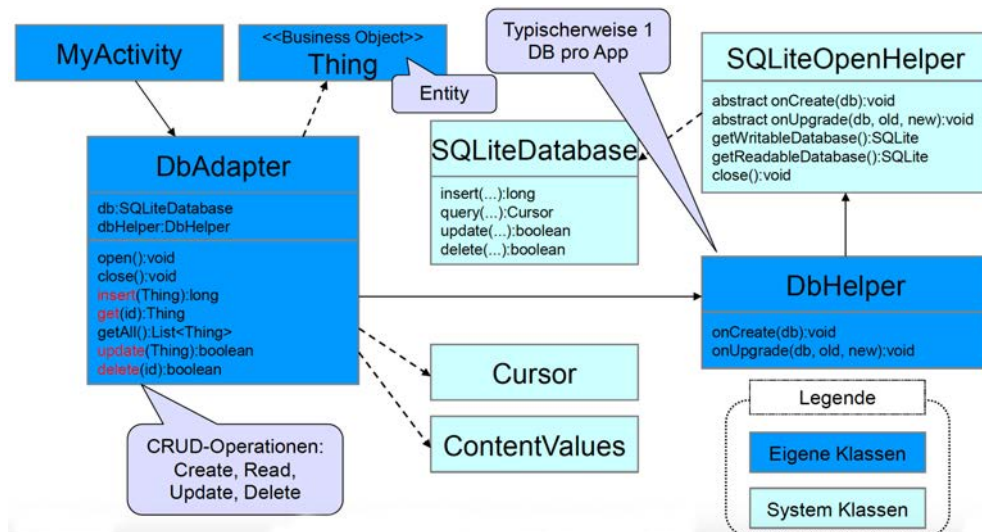 MyActivity
<<Business Object>>
Thing
Entity
Typischerweise 1
DB pro App
SQLiteOpenHelper
abstract onCreate(db):void
abstract onUpgrade(db, old, new):void
getWritableDatabase():SQLite
getReadableDatabase():SQLite
close():void
SQLiteDatabase
insert(...):long
query(...):Cursor
update(...):boolean
delete(...):boolean
DbAdapter
db:SQLiteDatabase
dbHelper:DbHelper
open():void
close():void
insert(Thing):long
get(id):Thing
getAll():List<Thing>
update(Thing):boolean
delete(id):boolean
DbHelper
onCreate(db):void
onUpgrade(db, old, new):void
Cursor
ContentValues
CRUD-Operationen:
Create, Read,
Update, Delete
Legende
Eigene Klassen
System Klassen